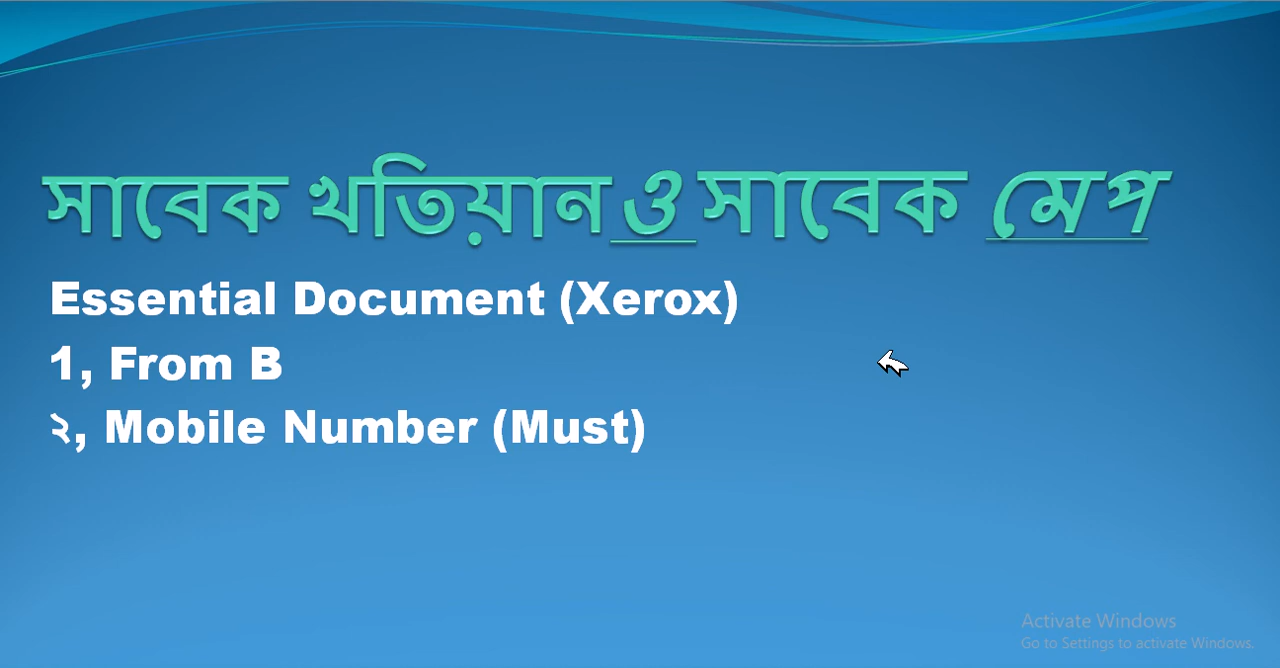 সাবেক খতিয়ান ও সাবেক মেপ
Essential Document (Xerox)
1, From B
২, Mobile Number (Must)
Activate Windows
Go to Settings to activate Windows.